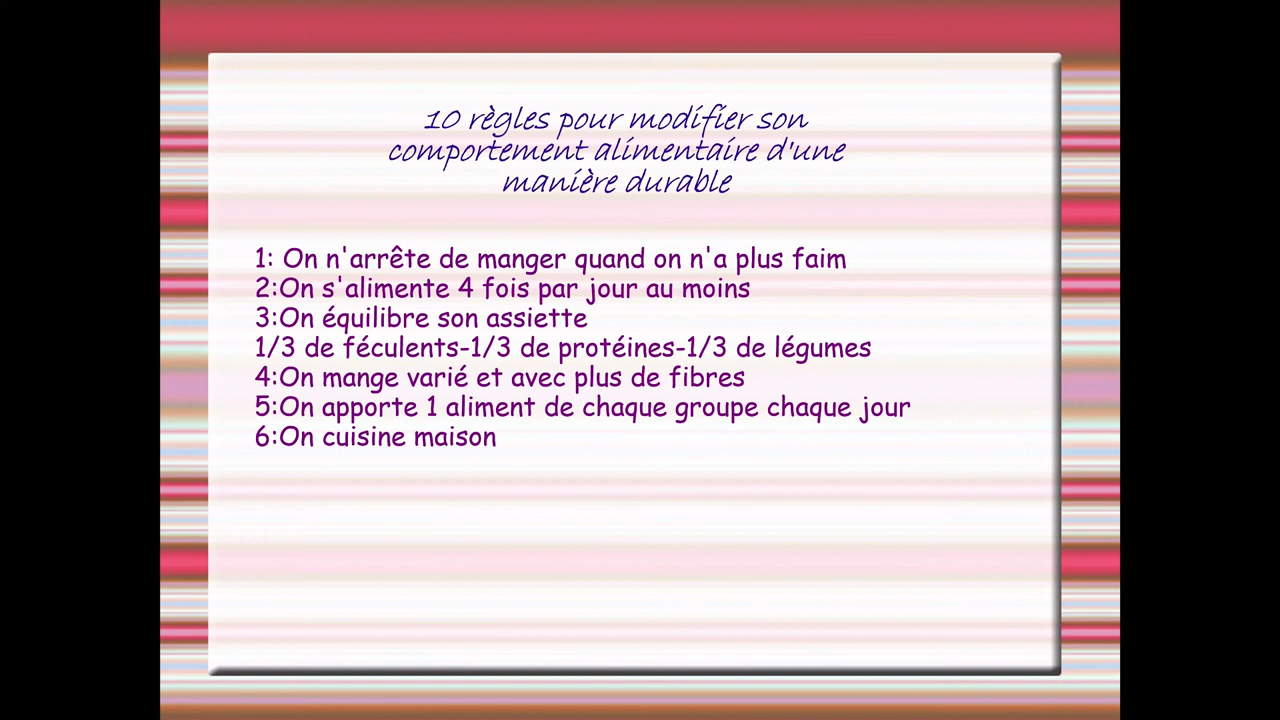 10 règles pour modifier son
comportement alimentaire d'une
manière durable
1: On n'arrête de manger quand on n'a plus faim
2:On s'alimente 4 fois par jour au moins
3:On équilibre son assiette
1/3 de féculents-1/3 de protéines-1/3 de légumes
4:On mange varié et avec plus de fibres
5:On apporte 1 aliment de chaque groupe chaque jour
6:On cuisine maison